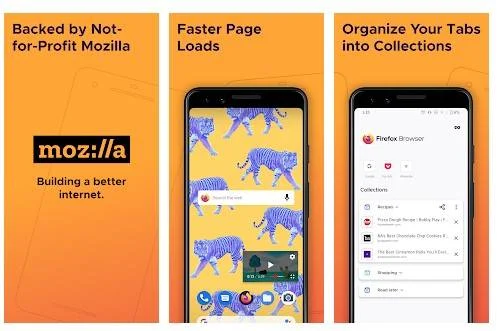 Backed by Not-
for-Profit Mozilla
moz://a
Building a better
internet.
Faster Page
Loads
Search the web
Organize Your Tabs
into Collections
Firefox Browser
Collections
Recipes
Pizza Dough Recipe | Bobby Flay | F
BA's Best Chocolate Chip Cookies R
The Best Cinnamon Rolls You'll Ever
Shopping
Read later